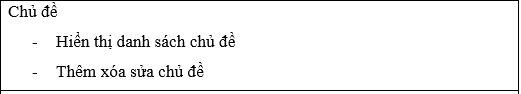 Chủ đề
- Hiển thị danh sách chủ đề
- Thêm xóa sửa chủ đề